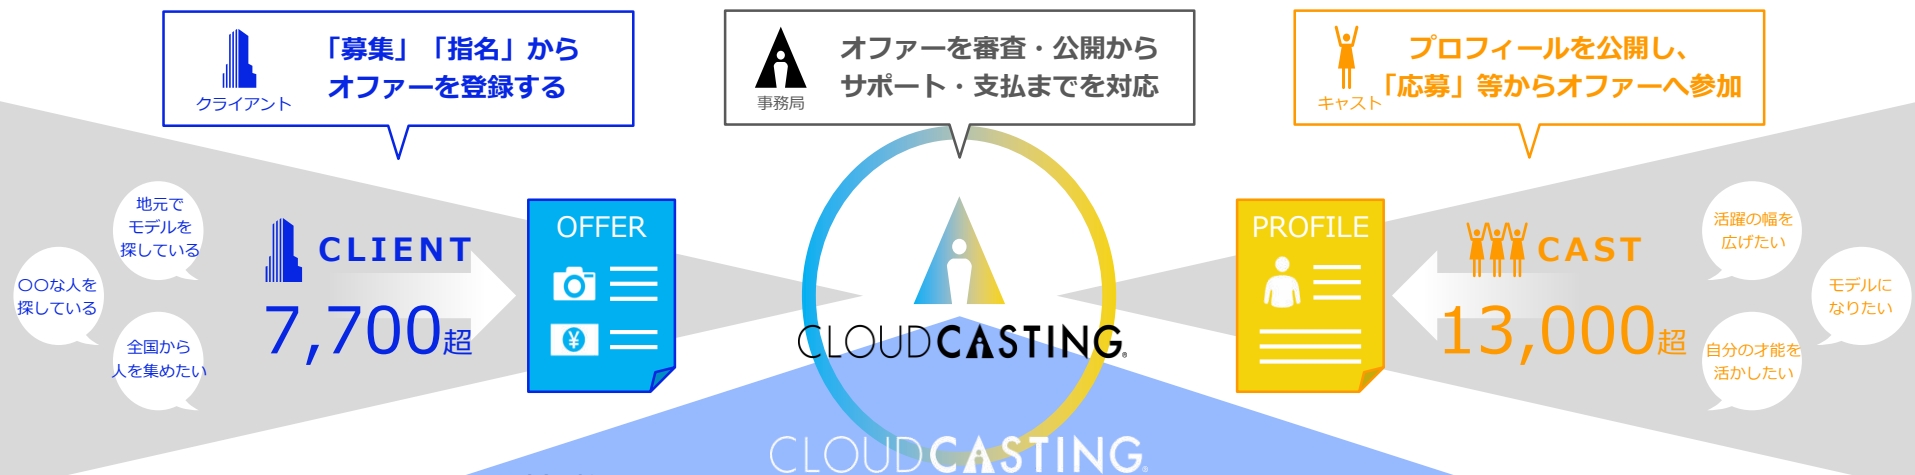 「募集」「指名」から
オファーを登録する
クライアント
オファーを審査・公開から
サポート・支払までを対応
事務局
プロフィールを公開し、
「応募」等からオファーへ参加
キャスト
地元で
モデルを
探している
〇〇な人を
探している
全国から
人を集めたい
CLIENT
7,700超
OFFER
¥
CLOUDCASTING®
PROFILE
CAST
13,000超
活躍の幅を
広げたい
モデルに
なりたい
自分の才能を
活かしたい
CLOUDCASTING®